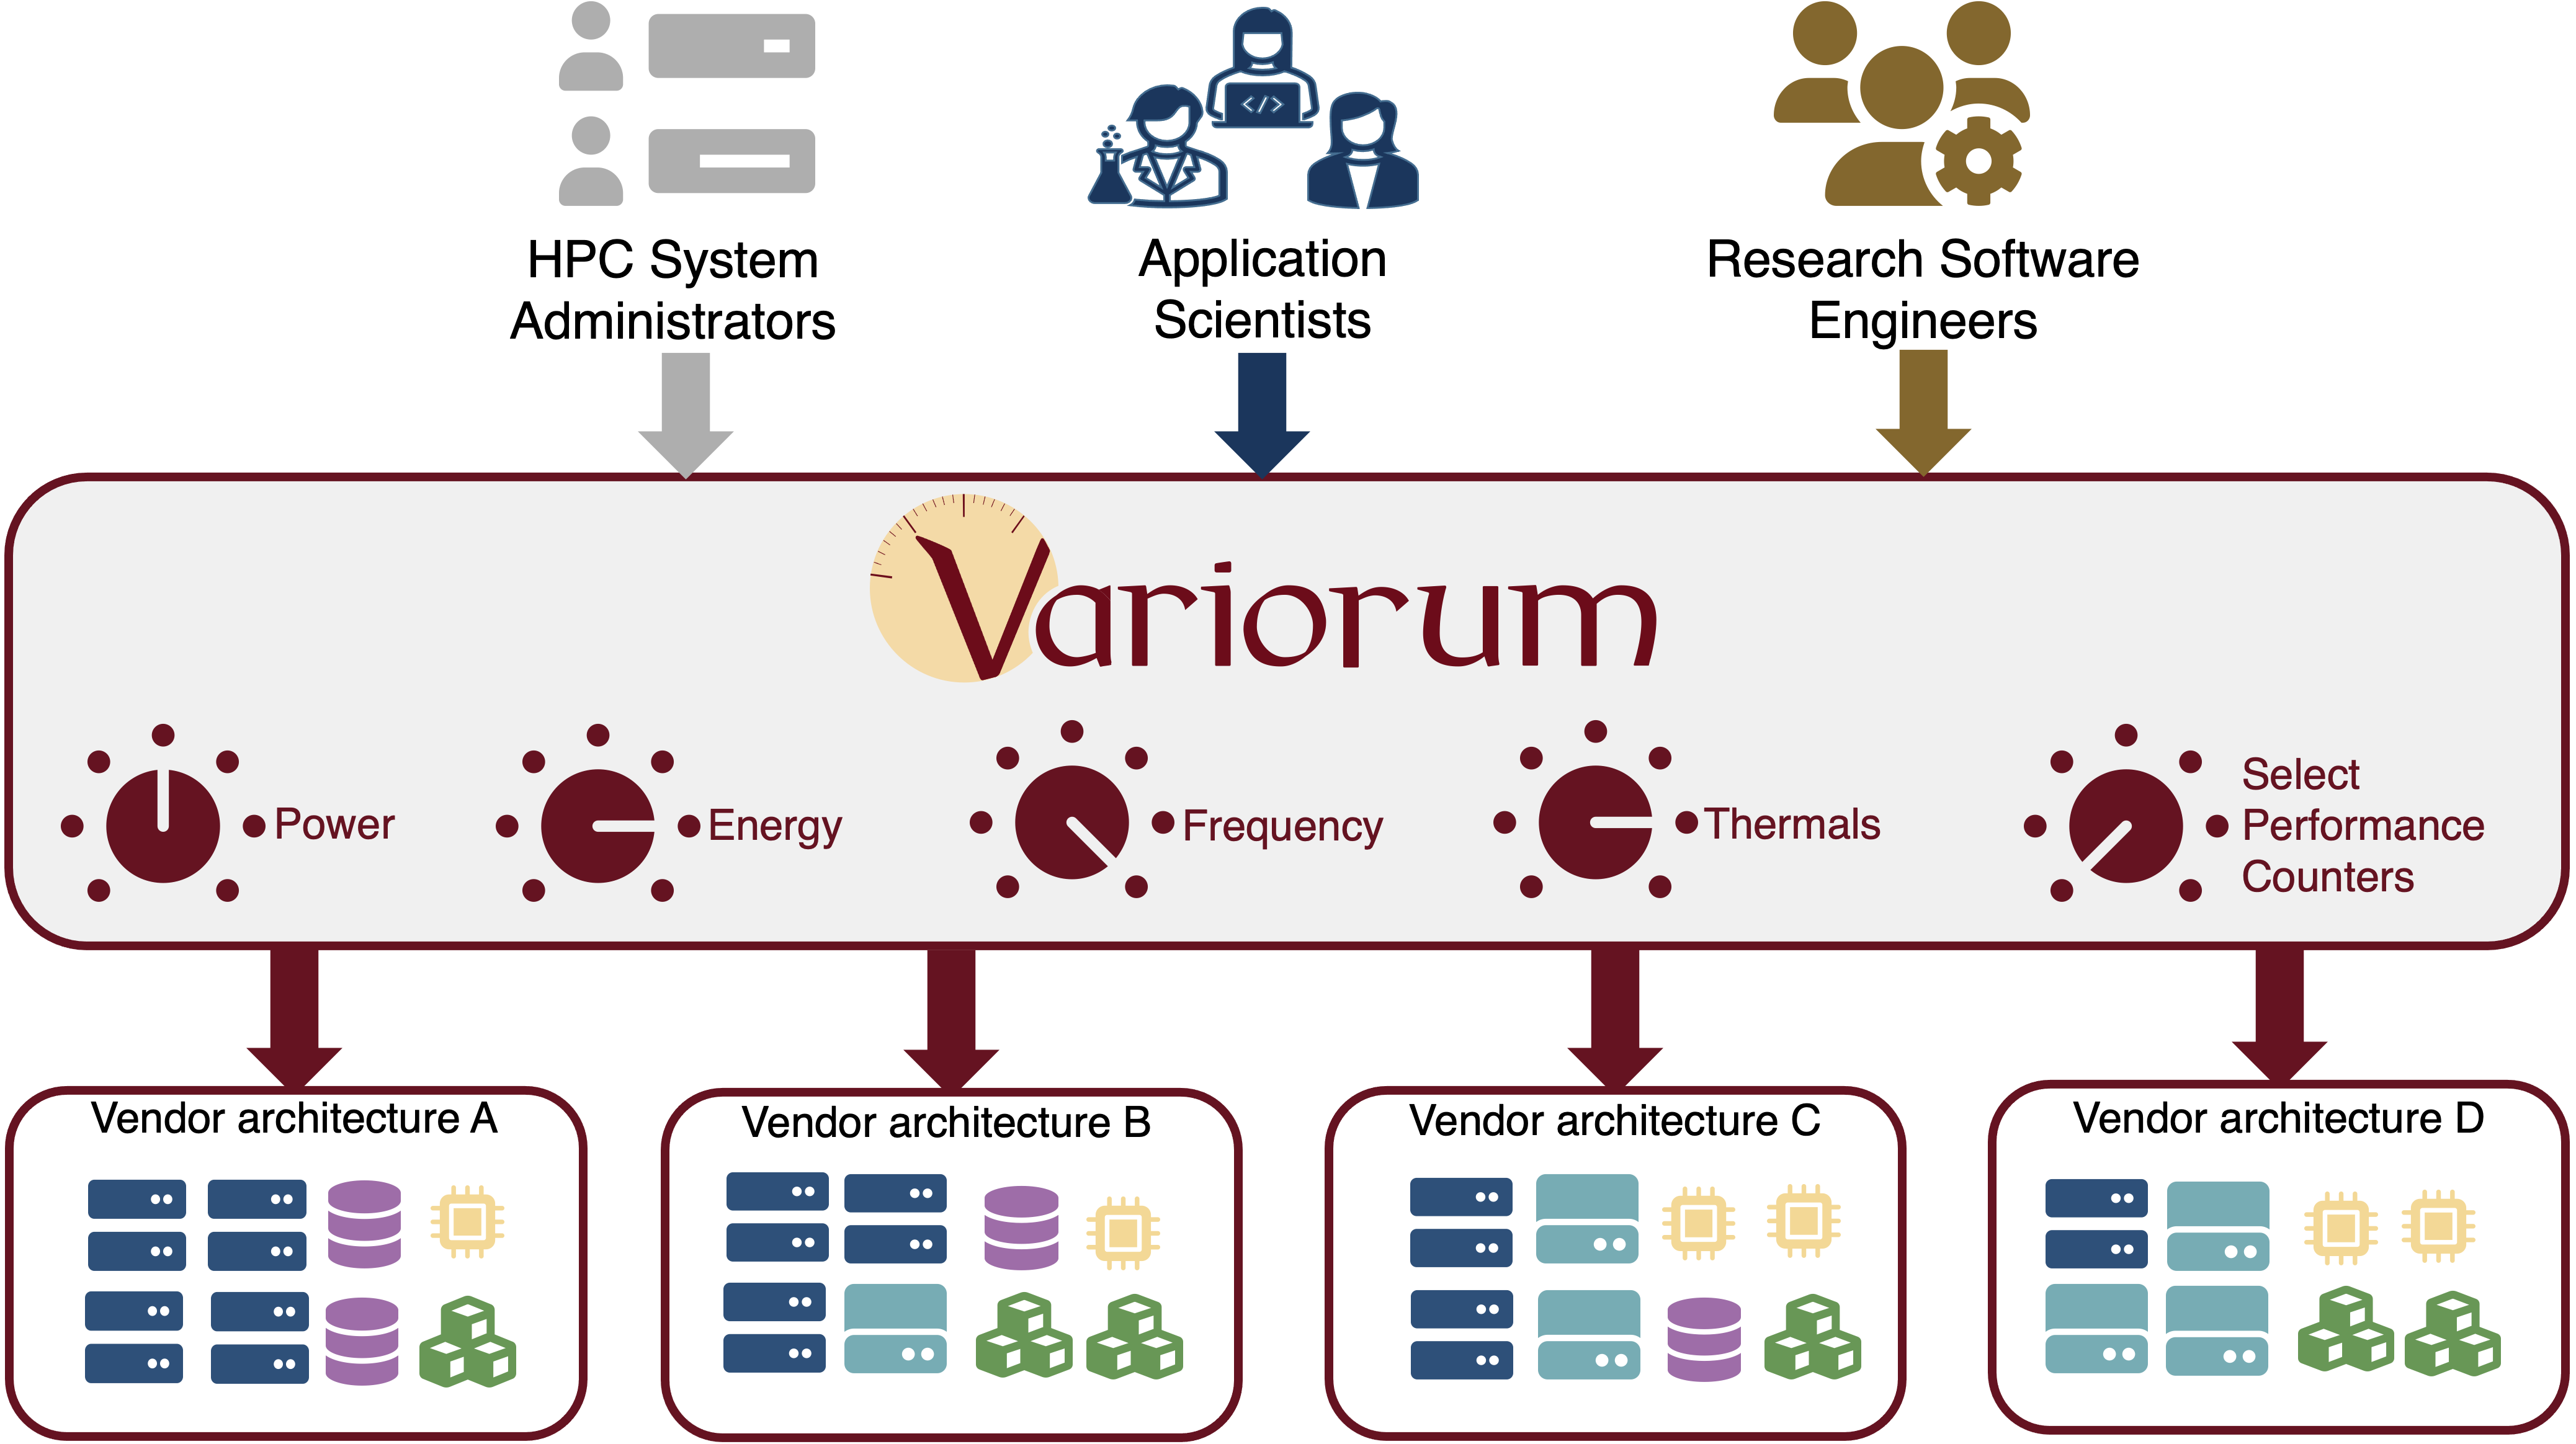 HPC System
Administrators
Application
Scientists
Research Software
Engineers
</>
Variorum
Power
Energy
Frequency
Thermals
Select
Performance
Counters
Vendor architecture A
Vendor architecture B
Vendor architecture C
Vendor architecture D